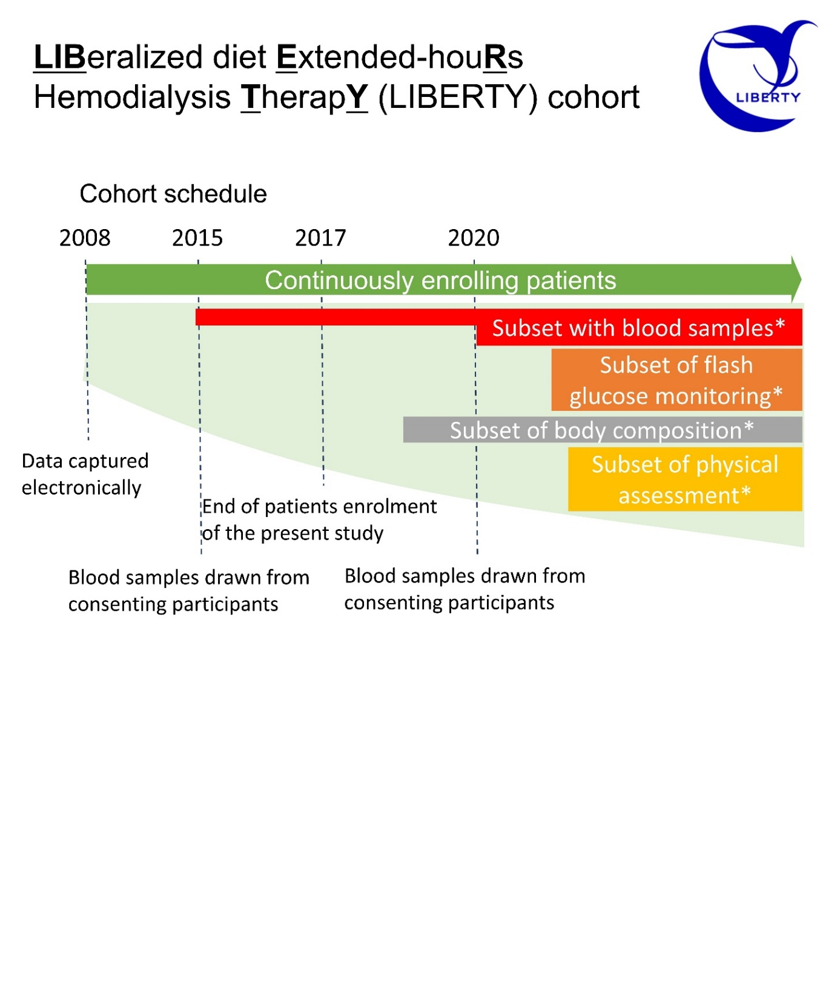 LIBeralized diet Extended-houRs
Hemodialysis TherapY (LIBERTY) cohort
LIBERTY
Cohort schedule
2008 2015 2017 2020
Continuously enrolling patients
Subset with blood samples*
Subset of flash
glucose monitoring*
Subset of body composition*
Subset of physical
assessment*
Data captured
electronically
End of patients enrolment
of the present study
Blood samples drawn from
consenting participants
Blood samples drawn from
consenting participants